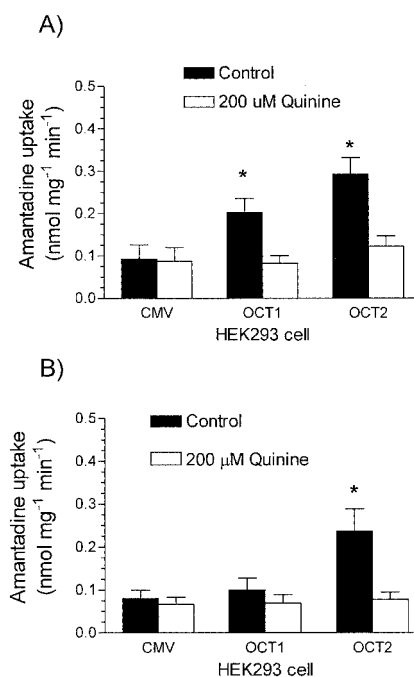 A)
Control
200 uM Quinine
Amantadine uptake
(nmol mg⁻¹ min⁻¹)
0.5
0.4
0.3
0.2
0.1
0.0
*
*
CMV
OCT1
OCT2
HEK293 cell
B)
Control
200 μM Quinine
Amantadine uptake
(nmol mg⁻¹ min⁻¹)
0.5
0.4
0.3
0.2
0.1
0.0
*
CMV
OCT1
OCT2
HEK293 cell